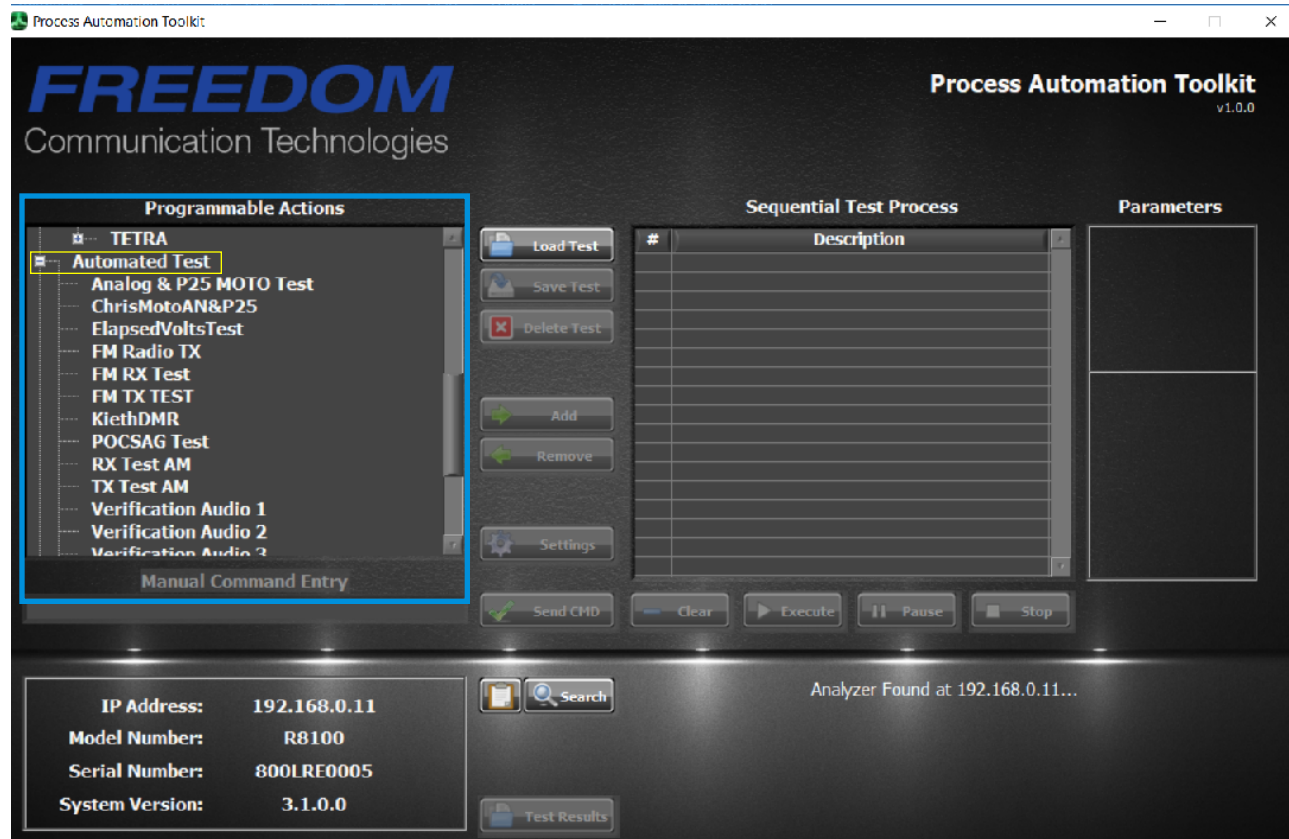 Process Automation Toolkit
FREEDOM
Communication Technologies
Process Automation Toolkit
v1.0.0
Programmable Actions
TETRA
Automated Test
Analog & P25 MOTO Test
ChrisMotoAN&P25
ElapsedVoltsTest
FM Radio TX
FM RX Test
FM TX TEST
KiethDMR
POCSAG Test
RX Test AM
TX Test AM
Verification Audio 1
Verification Audio 2
Verification Audio 3
Manual Command Entry
Load Test
Save Test
Delete Test
Add
Remove
Settings
Send CMD
Sequential Test Process
# Description
Clear Execute Pause Stop
Parameters
IP Address: 192.168.0.11
Model Number: R8100
Serial Number: 800LRE0005
System Version: 3.1.0.0
Search
Test Results
Analyzer Found at 192.168.0.11...